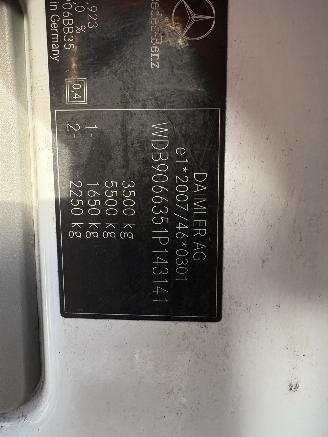 DAIMLER AG
e1*2007/46*0301
WDB9066351P143141
3500 kg
5500 kg
1- 1650 kg
2- 2250 kg
0,4
in Germany